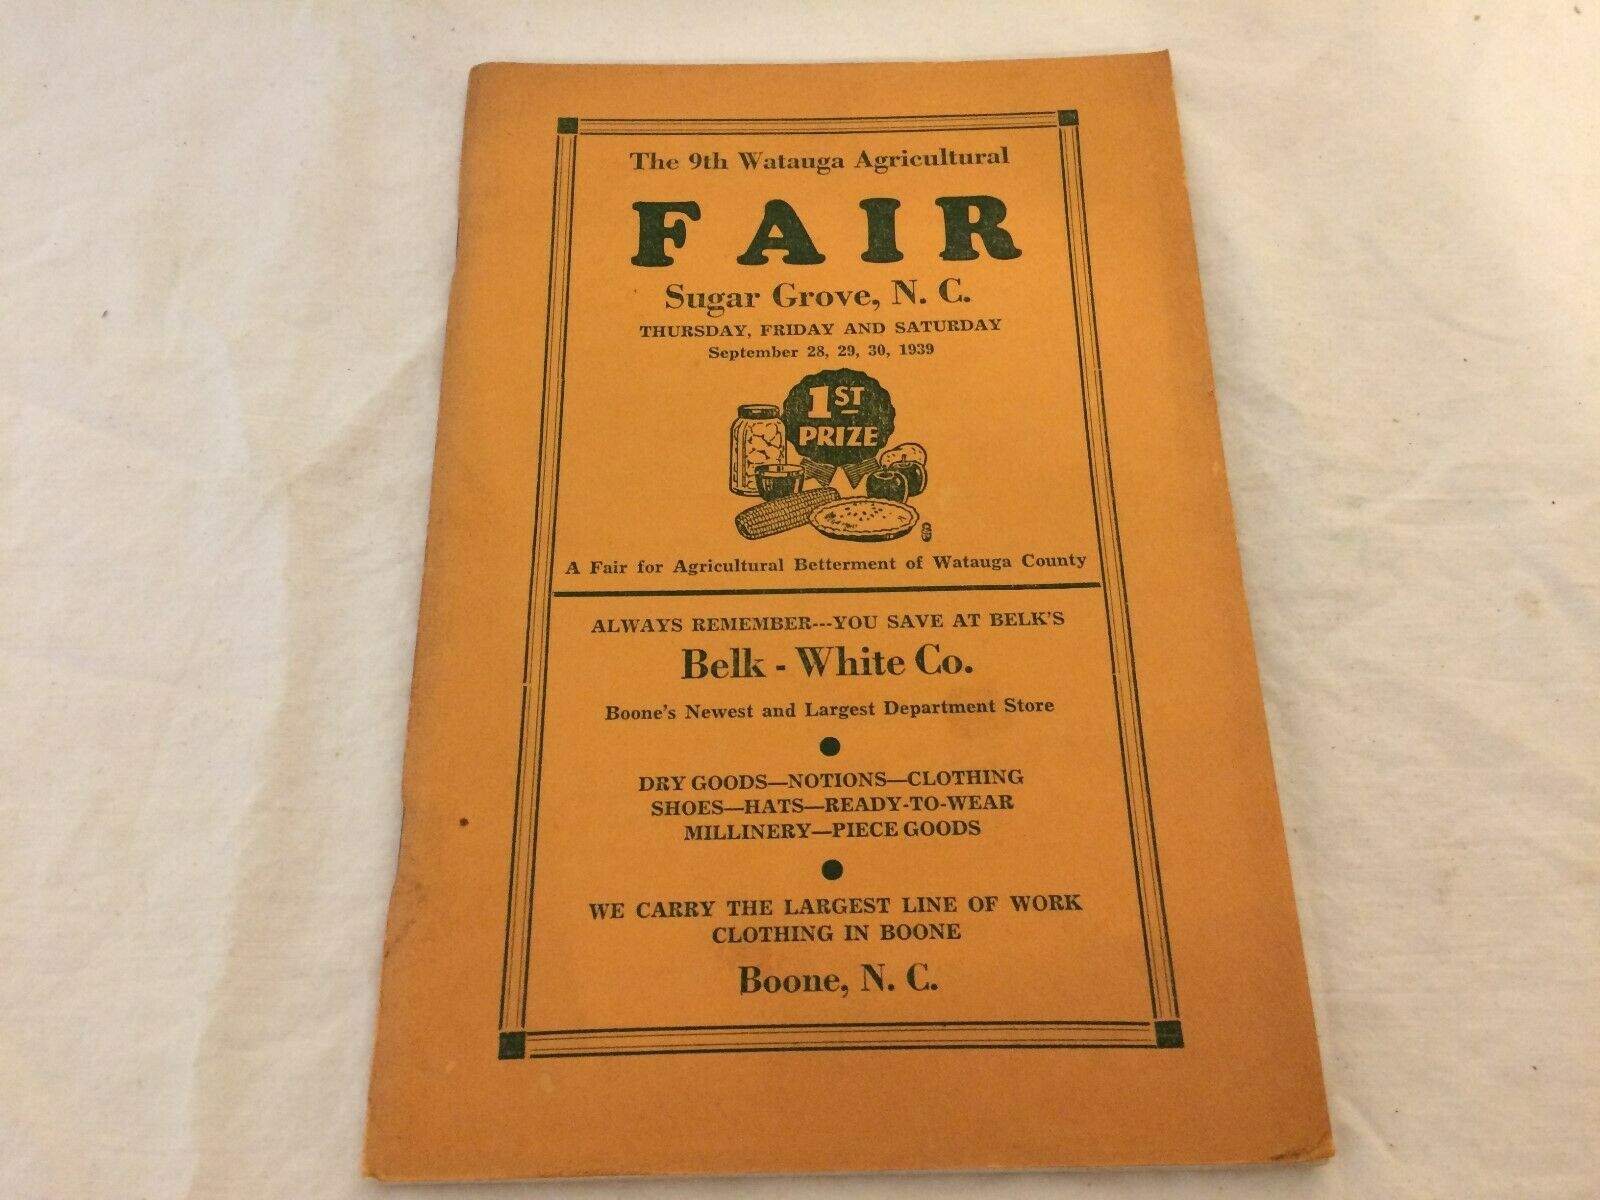 The 9th Watauga Agricultural
FAIR
Sugar Grove, N. C.
THURSDAY, FRIDAY AND SATURDAY
September 28, 29, 30, 1939
1ST
PRIZE
A Fair for Agricultural Betterment of Watauga County
ALWAYS REMEMBER---YOU SAVE AT BELK'S
Belk - White Co.
Boone's Newest and Largest Department Store
DRY GOODS—NOTIONS—CLOTHING
SHOES—HATS—READY-TO-WEAR
MILLINERY—PIECE GOODS
WE CARRY THE LARGEST LINE OF WORK
CLOTHING IN BOONE
Boone, N. C.